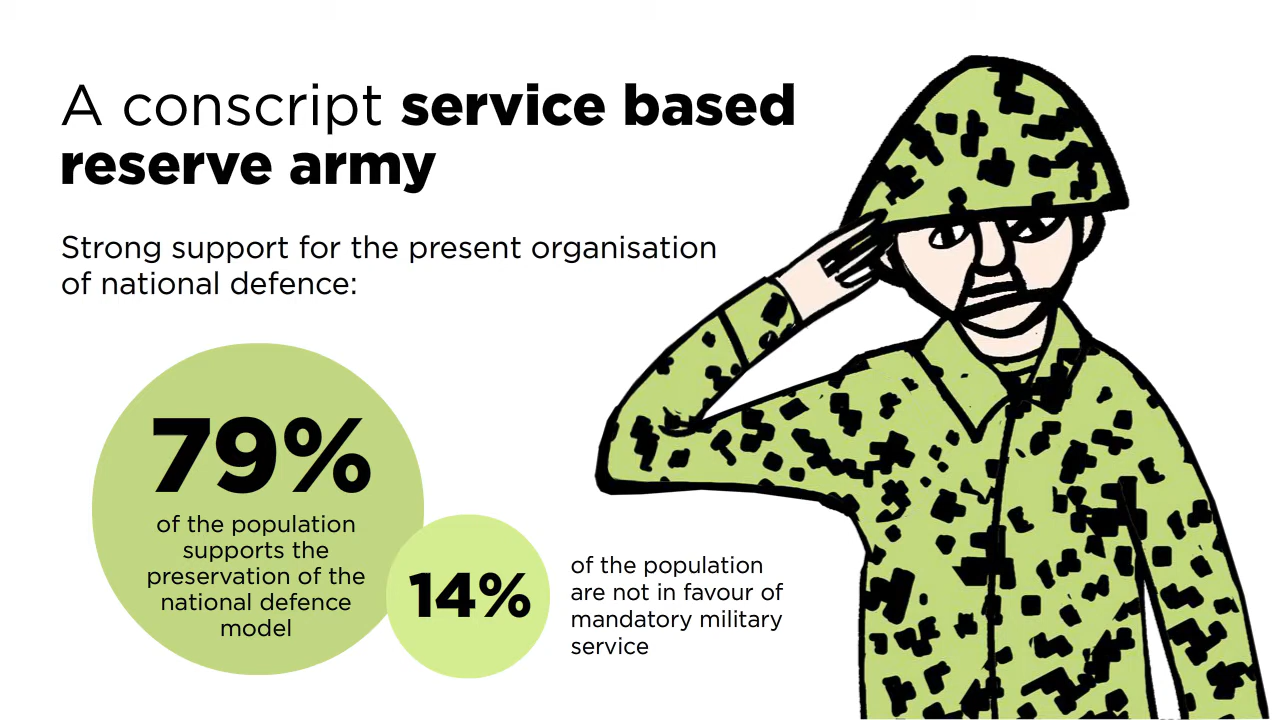 A conscript service based
reserve army
Strong support for the present organisation
of national defence:
79%
of the population
supports the
preservation of the
national defence
model
14%
of the population
are not in favour of
mandatory military
service